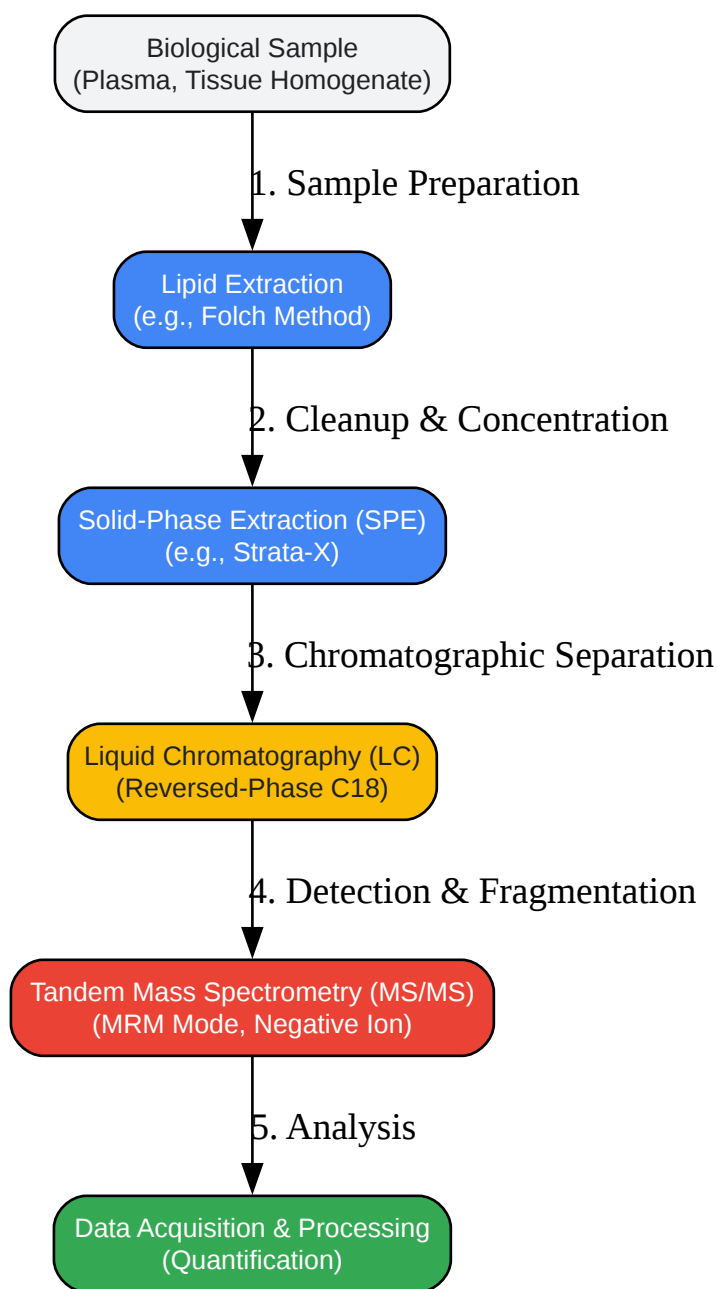 Biological Sample
(Plasma, Tissue Homogenate)
1. Sample Preparation
Lipid Extraction
(e.g., Folch Method)
2. Cleanup & Concentration
Solid-Phase Extraction (SPE)
(e.g., Strata-X)
3. Chromatographic Separation
Liquid Chromatography (LC)
(Reversed-Phase C18)
4. Detection & Fragmentation
Tandem Mass Spectrometry (MS/MS)
(MRM Mode, Negative Ion)
5. Analysis
Data Acquisition & Processing
(Quantification)